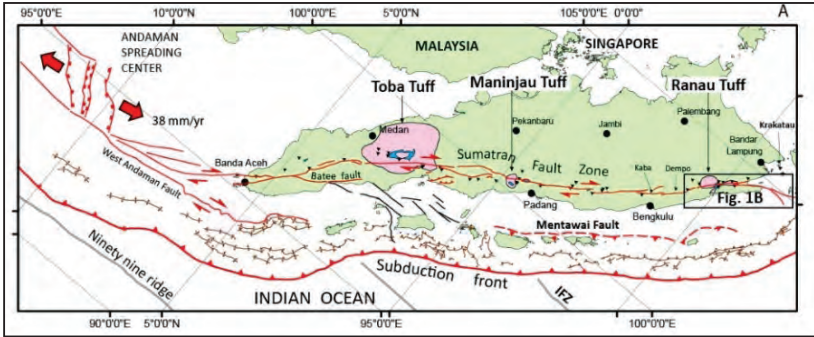 95°0'0"E
10°0'0"N
100°0'0"E
5°0'0"N
105°0'0"E
0°0'0"
A
ANDAMAN
SPREADING
CENTER
MALAYSIA
SINGAPORE
Toba Tuff
Maninjau Tuff
Ranau Tuff
38 mm/yr
Medan
Pekanbaru
Jambi
Palembang
Krakatau
Bandar
Lampung
West Andaman Fault
Banda Aceh
Batee fault
Sumatran Fault Zone
Kaba
Dempo
Padang
Bengkulu
Fig. 1B
Mentawai Fault
Ninety nine ridge
Subduction front
INDIAN OCEAN
IFZ
90°0'0"E
5°0'0"N
95°0'0"E
100°0'0"E